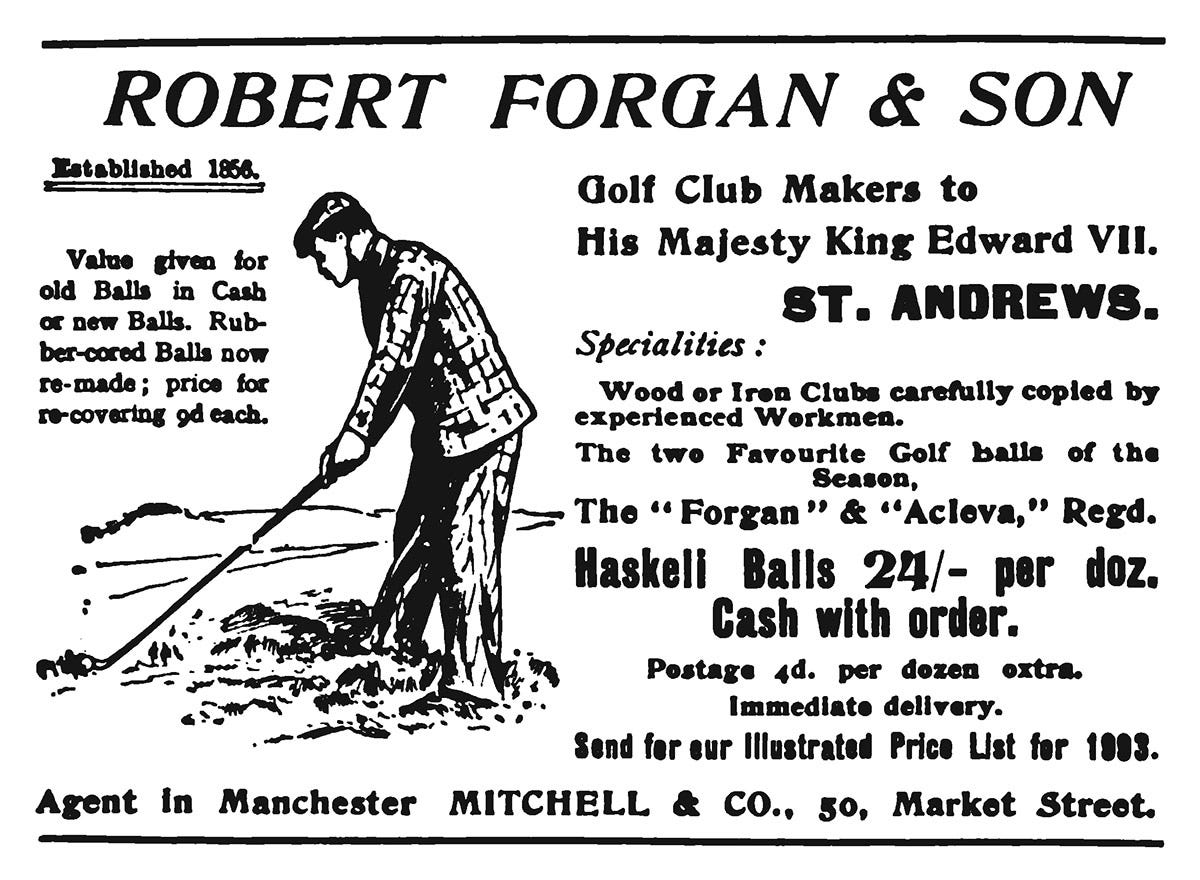 ROBERT FORGAN & SON
Established 1856.
Value given for
old Balls in Cash
or new Balls. Rub-
ber-cored Balls now
re-made; price for
re-covering 9d each.
Golf Club Makers to
His Majesty King Edward VII.
ST. ANDREWS.
Specialities :
Wood or Iron Clubs carefully copied by
experienced Workmen.
The two Favourite Golf balls of the
Season,
The "Forgan" & "Acleva," Regd.
Haskell Balls 24/- per doz.
Cash with order.
Postage 4d. per dozen extra.
Immediate delivery.
Send for our Illustrated Price List for 1903.
Agent in Manchester MITCHELL & CO., 50, Market Street.